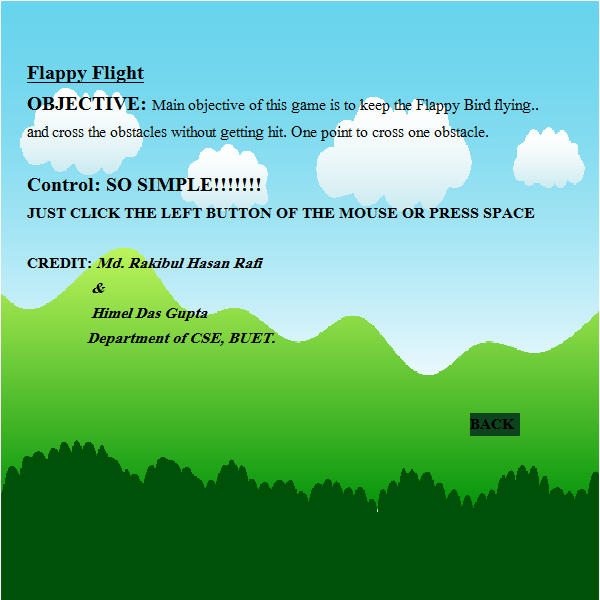 Flappy Flight
OBJECTIVE: Main objective of this game is to keep the Flappy Bird flying..
and cross the obstacles without getting hit. One point to cross one obstacle.
Control: SO SIMPLE!!!!!!!
JUST CLICK THE LEFT BUTTON OF THE MOUSE OR PRESS SPACE
CREDIT: Md. Rakibul Hasan Rafi
&
Himel Das Gupta
Department of CSE, BUET.
BACK